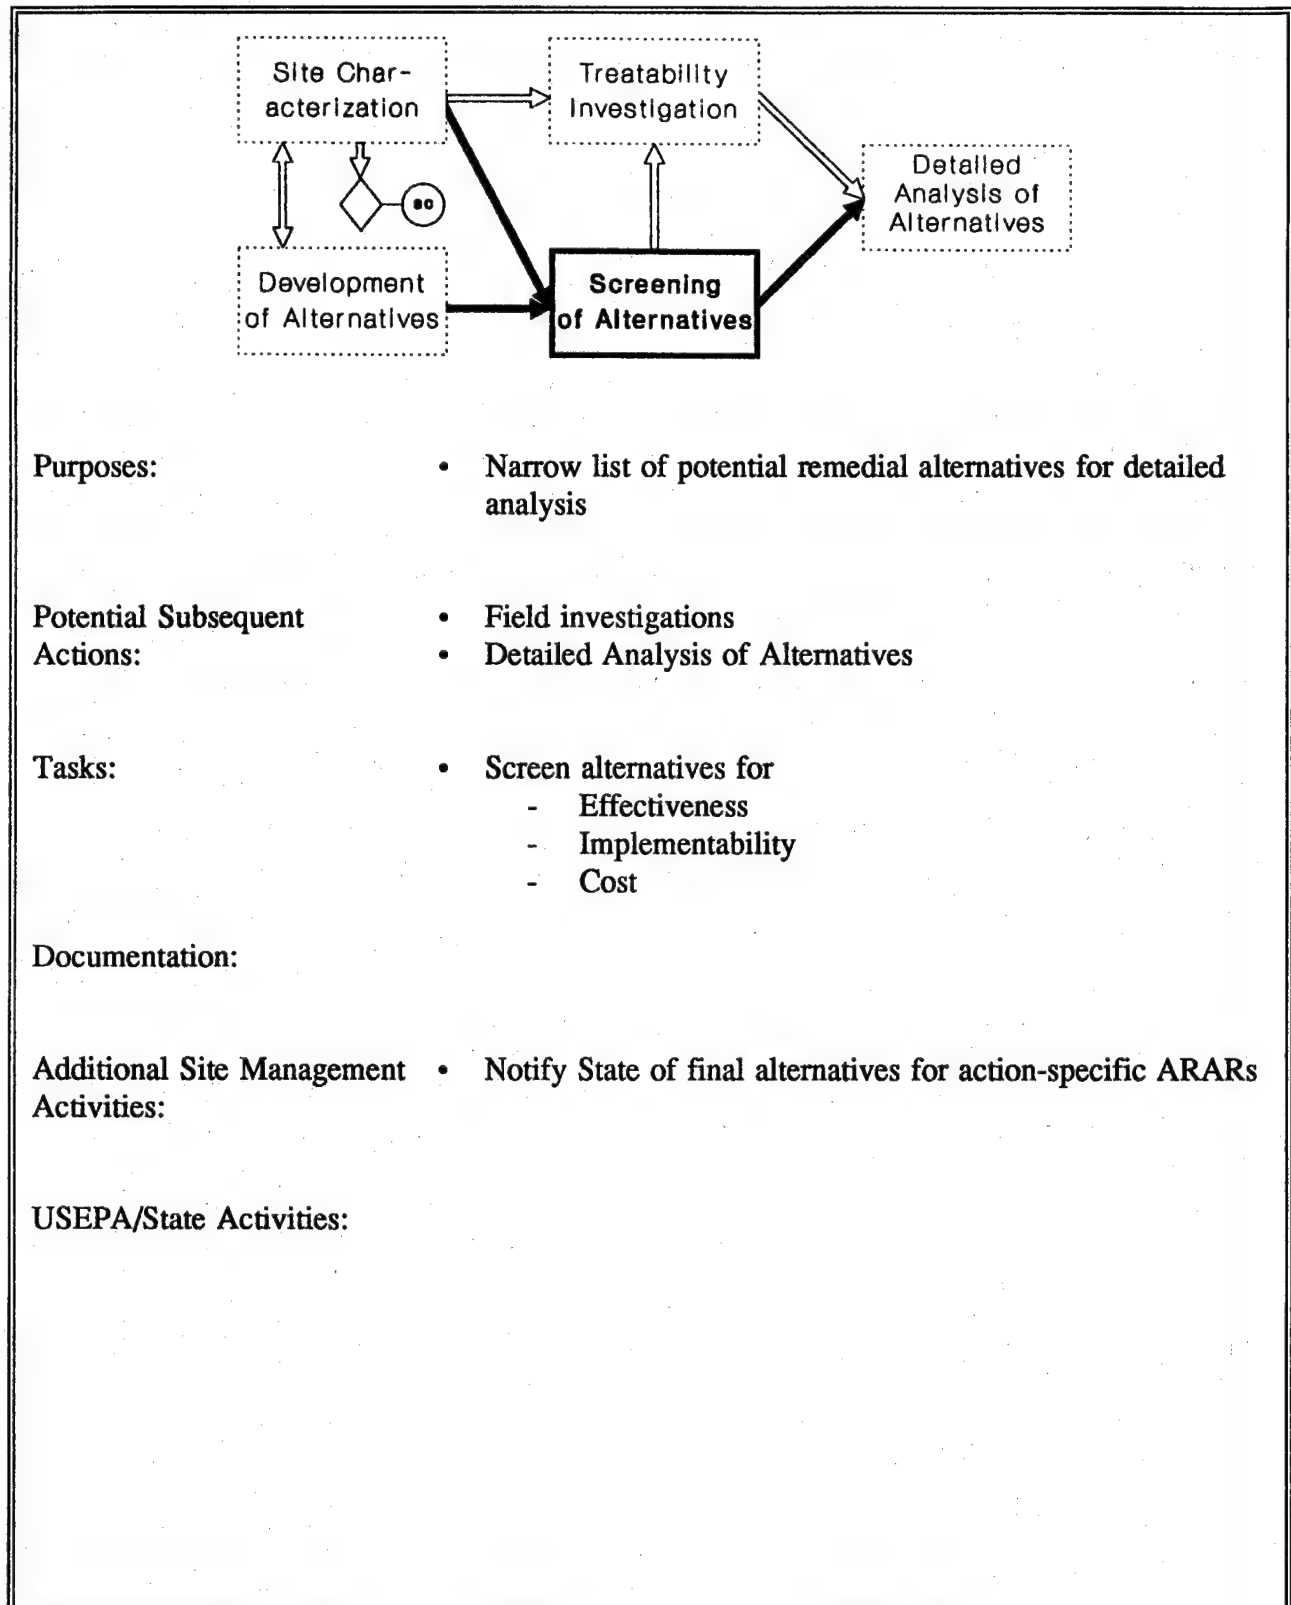 Site Char-
acterization
Treatability
Investigation
Detailed
Analysis of
Alternatives
Development
of Alternatives
Screening
of Alternatives
Purposes:
• Narrow list of potential remedial alternatives for detailed
analysis
Potential Subsequent
Actions:
• Field investigations
• Detailed Analysis of Alternatives
Tasks:
• Screen alternatives for
- Effectiveness
- Implementability
- Cost
Documentation:
Additional Site Management
Activities:
• Notify State of final alternatives for action-specific ARARs
USEPA/State Activities: